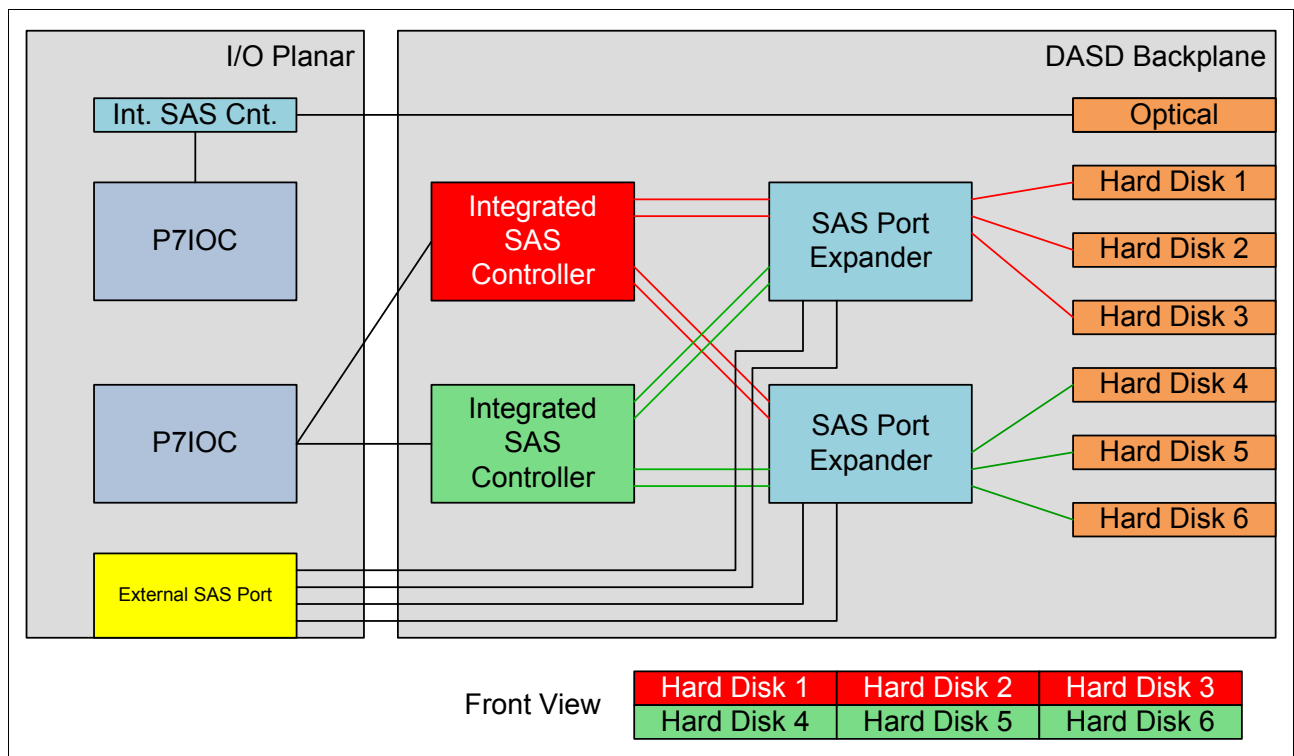 I/O Planar
DASD Backplane
Int. SAS Cnt.
Optical
P7IOC
Integrated
SAS
Controller
SAS Port
Expander
Hard Disk 1
Hard Disk 2
Hard Disk 3
P7IOC
Integrated
SAS
Controller
SAS Port
Expander
Hard Disk 4
Hard Disk 5
Hard Disk 6
External SAS Port
Front View
Hard Disk 1 Hard Disk 2 Hard Disk 3
Hard Disk 4 Hard Disk 5 Hard Disk 6